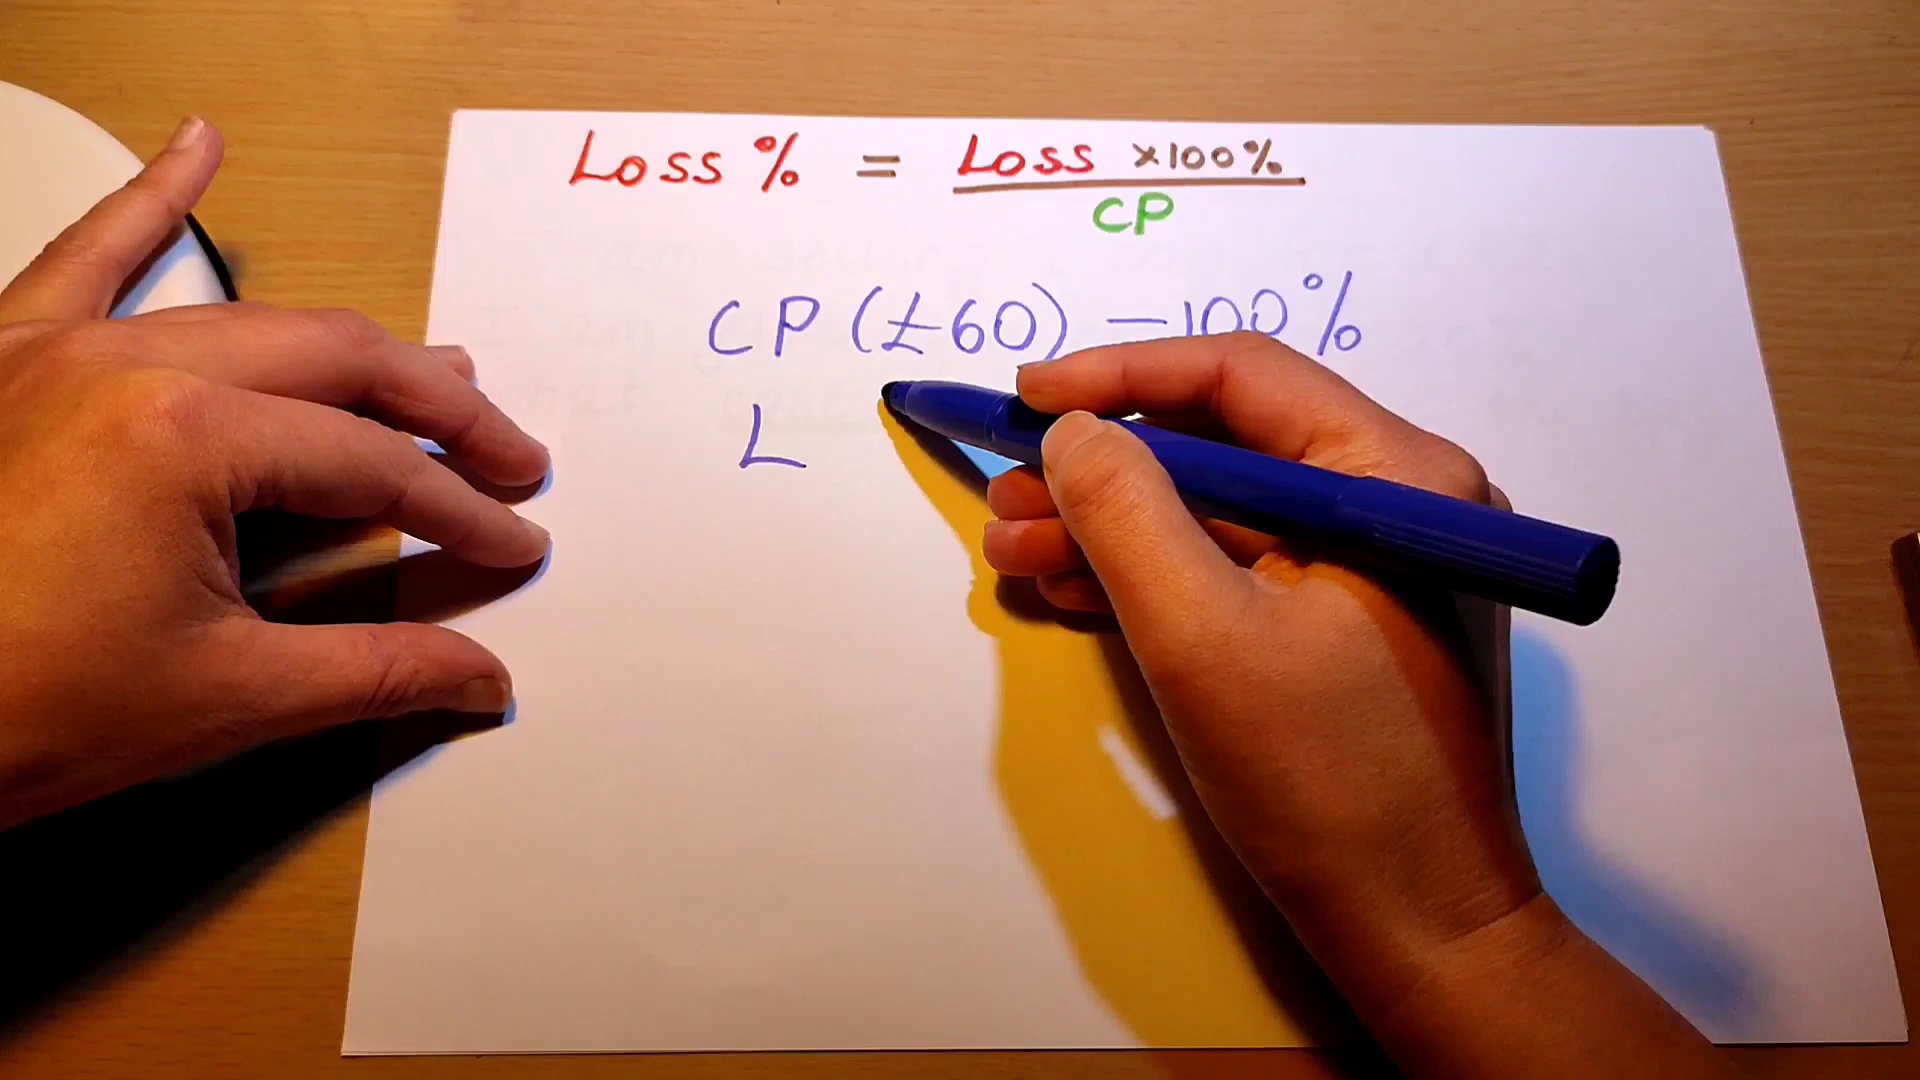 Loss % = Loss ×100%
CP
CP (£60) – 100%
L